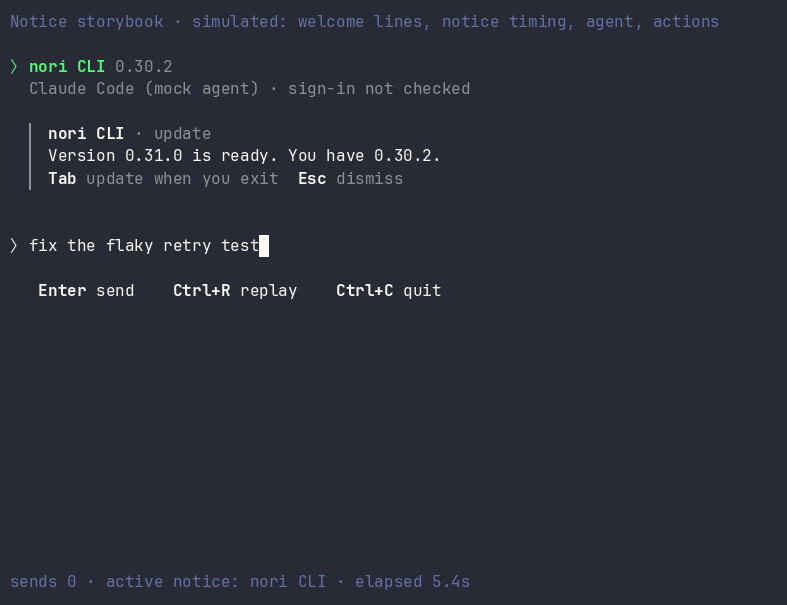 Notice storybook · simulated: welcome lines, notice timing, agent, actions
〉nori CLI 0.30.2
Claude Code (mock agent) · sign-in not checked
nori CLI · update
Version 0.31.0 is ready. You have 0.30.2.
Tab update when you exit  Esc dismiss
〉fix the flaky retry test
Enter send    Ctrl+R replay    Ctrl+C quit
sends 0 · active notice: nori CLI · elapsed 5.4s